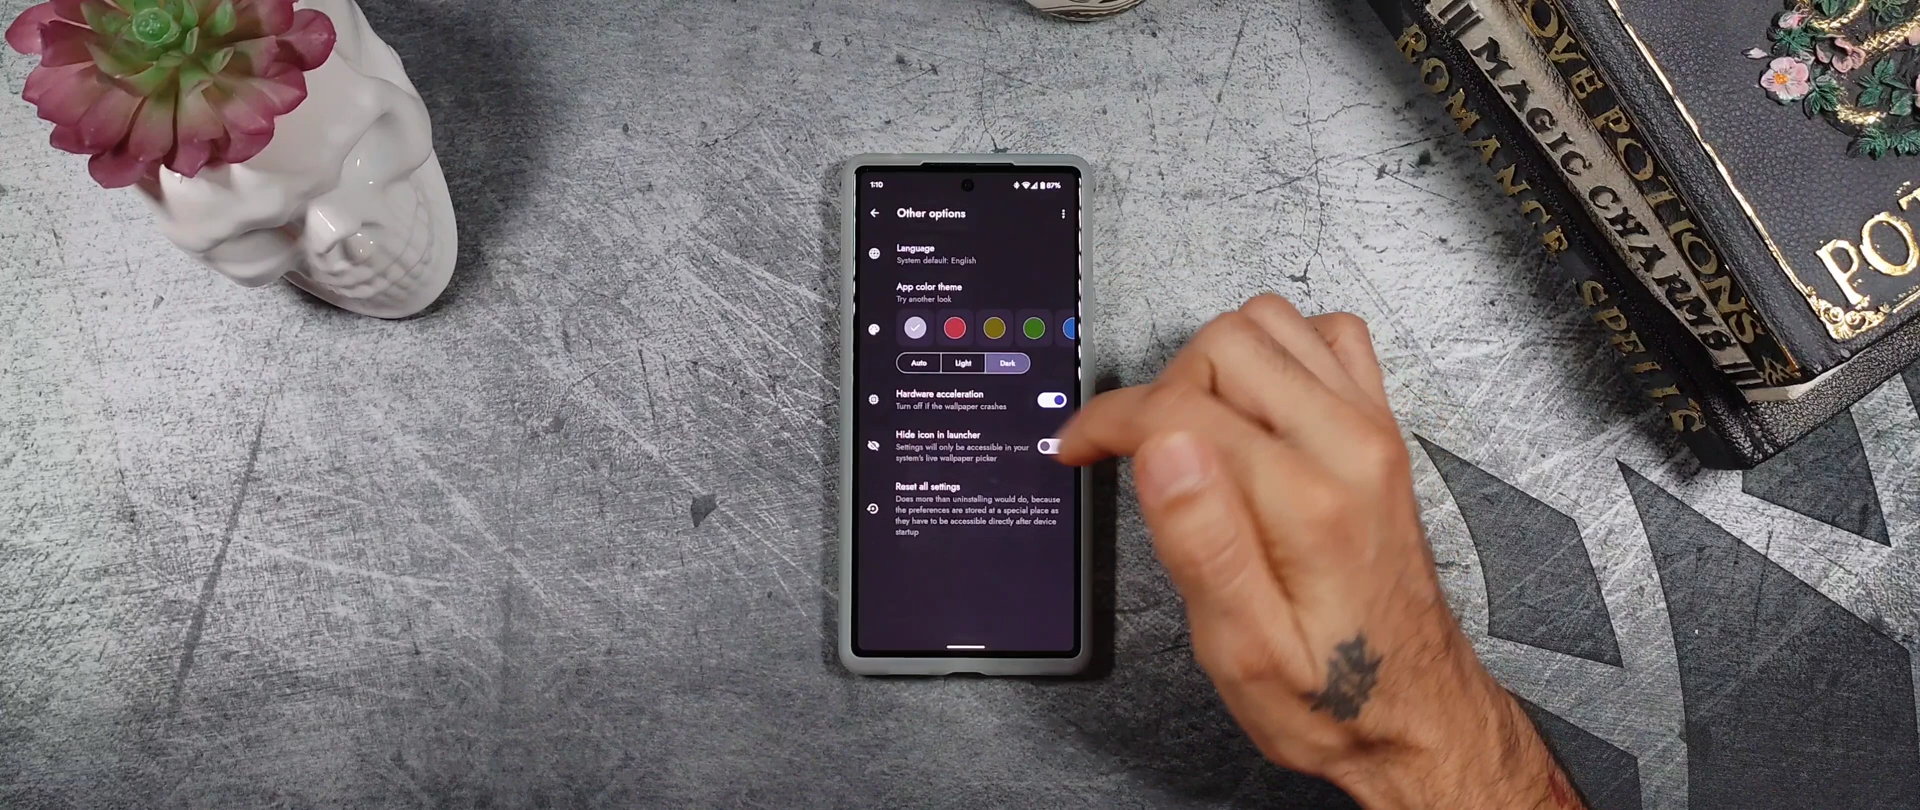 1:10
67%
Other options
Language
System default: English
App color theme
Try another look
Auto Light Dark
Hardware acceleration
Turn off if the wallpaper crashes
Hide icon in launcher
Settings will only be accessible in your
system's live wallpaper picker
Reset all settings
Does more than uninstalling would do, because
the preferences are stored at a special place as
they have to be accessible directly after device
startup
ROMANCE SPELLS
MAGIC CHARMS
LOVE POTIONS
POT